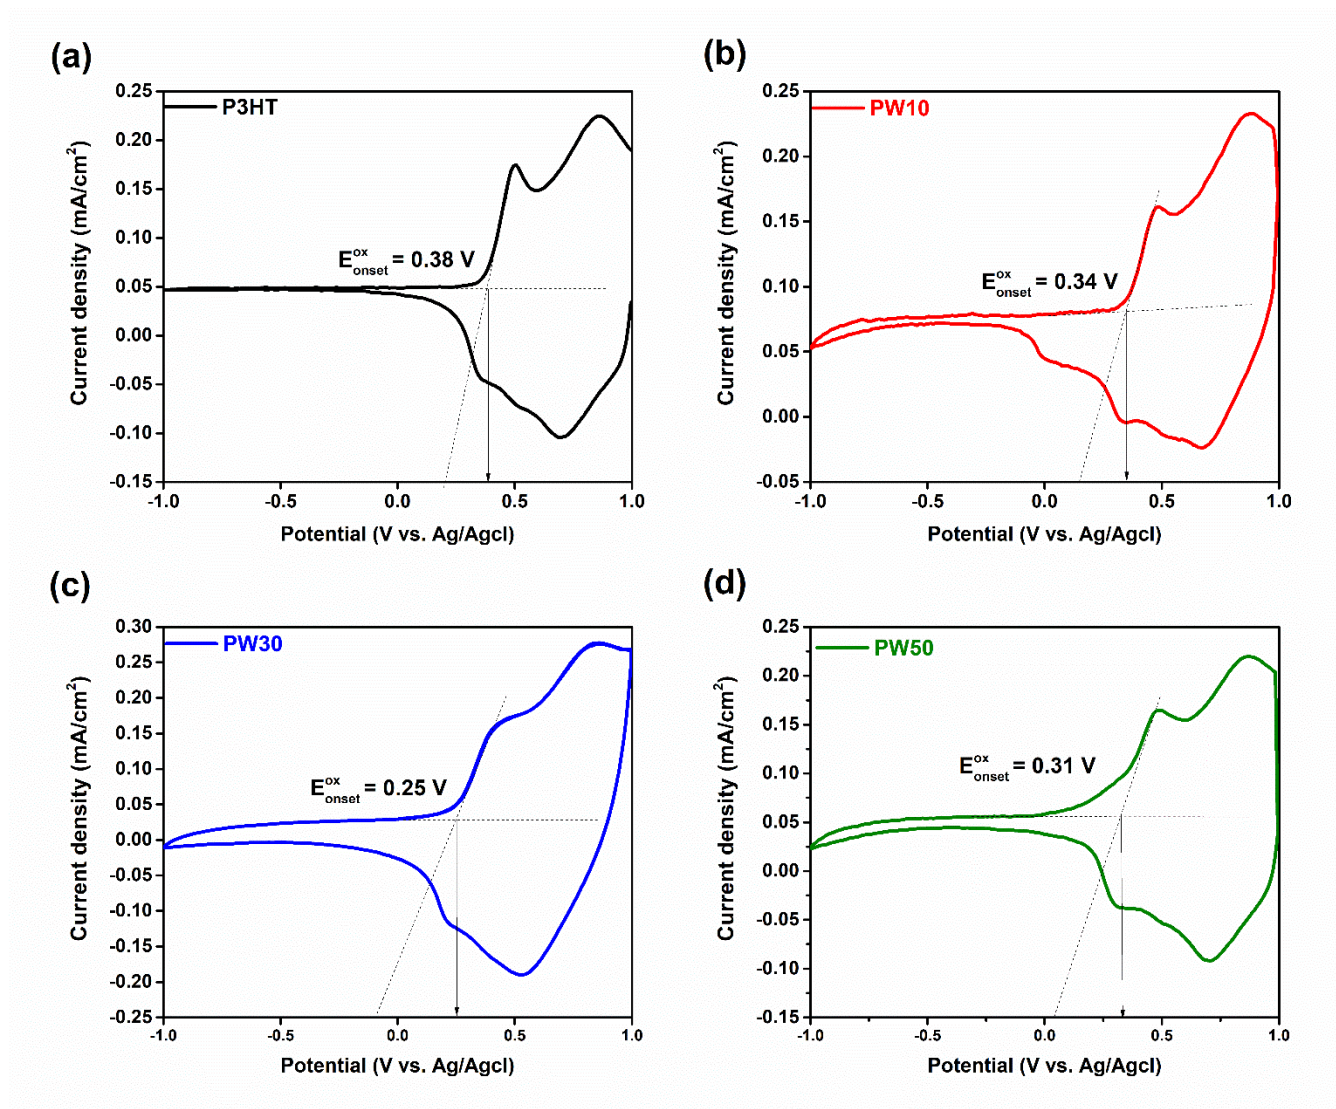 (a)
P3HT
0.25
0.20
0.15
0.10
0.05
0.00
-0.05
-0.10
-0.15
Current density (mA/cm²)
E ox onset = 0.38 V
-1.0 -0.5 0.0 0.5 1.0
Potential (V vs. Ag/Agcl)
(b)
PW10
0.25
0.20
0.15
0.10
0.05
0.00
-0.05
Current density (mA/cm²)
E ox onset = 0.34 V
-1.0 -0.5 0.0 0.5 1.0
Potential (V vs. Ag/Agcl)
(c)
PW30
0.30
0.25
0.20
0.15
0.10
0.05
0.00
-0.05
-0.10
-0.15
-0.20
-0.25
Current density (mA/cm²)
E ox onset = 0.25 V
-1.0 -0.5 0.0 0.5 1.0
Potential (V vs. Ag/Agcl)
(d)
PW50
0.25
0.20
0.15
0.10
0.05
0.00
-0.05
-0.10
-0.15
Current density (mA/cm²)
E ox onset = 0.31 V
-1.0 -0.5 0.0 0.5 1.0
Potential (V vs. Ag/Agcl)